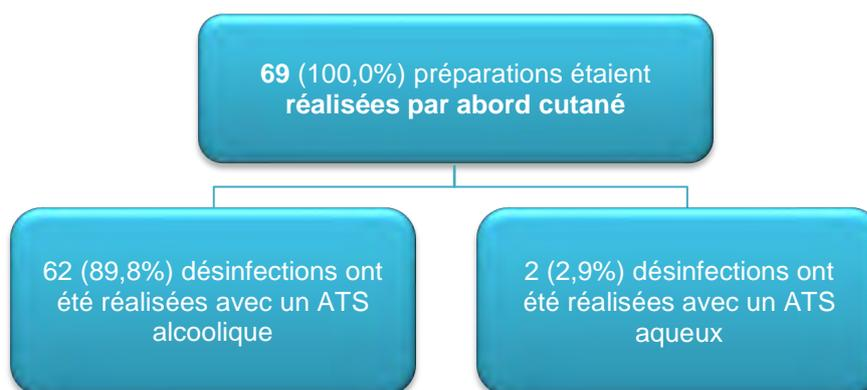 69 (100,0%) préparations étaient
réalisées par abord cutané
62 (89,8%) désinfections ont
été réalisées avec un ATS
alcoolique
2 (2,9%) désinfections ont
été réalisées avec un ATS
aqueux